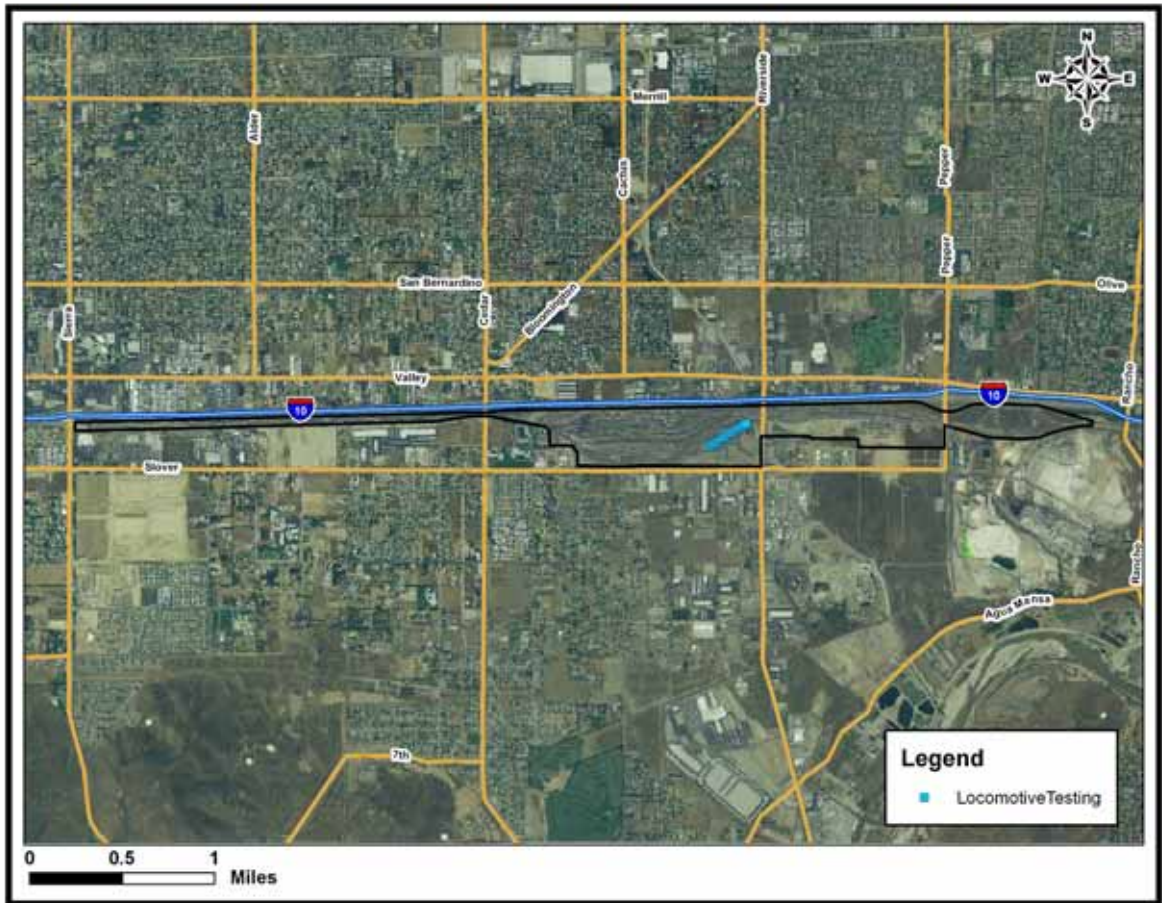 N
W E
S
Riverside
Merrill
Alder
Cactus
Pepper
Pepper
San Bernardino
Olive
Sierra
Cedar
Bloomington
Valley
Rancho
10
10
Slover
Rancho
Agua Mansa
7th
Legend
LocomotiveTesting
0 0.5 1
Miles